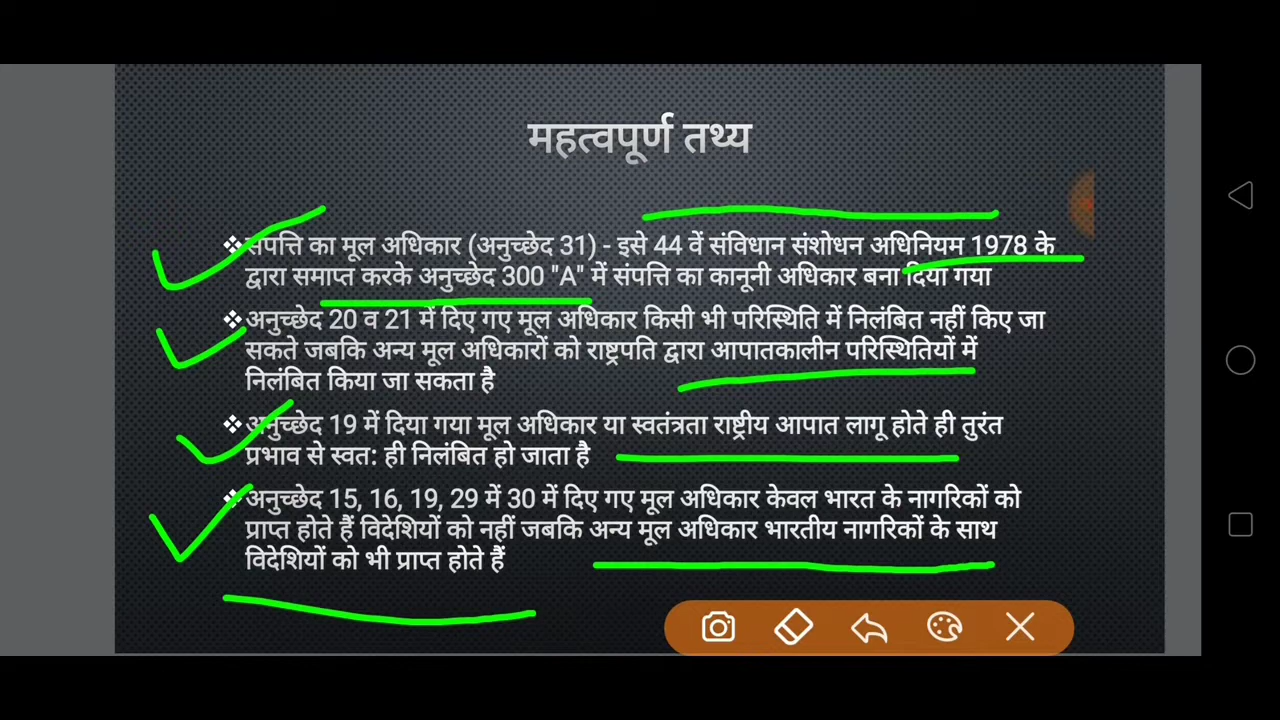 महत्वपूर्ण तथ्य
❖संपत्ति का मूल अधिकार (अनुच्छेद 31) - इसे 44 वें संविधान संशोधन अधिनियम 1978 के
द्वारा समाप्त करके अनुच्छेद 300 "A" में संपत्ति का कानूनी अधिकार बना दिया गया
❖अनुच्छेद 20 व 21 में दिए गए मूल अधिकार किसी भी परिस्थिति में निलंबित नहीं किए जा
सकते जबकि अन्य मूल अधिकारों को राष्ट्रपति द्वारा आपातकालीन परिस्थितियों में
निलंबित किया जा सकता है
❖अनुच्छेद 19 में दिया गया मूल अधिकार या स्वतंत्रता राष्ट्रीय आपात लागू होते ही तुरंत
प्रभाव से स्वत: ही निलंबित हो जाता है
❖अनुच्छेद 15, 16, 19, 29 में 30 में दिए गए मूल अधिकार केवल भारत के नागरिकों को
प्राप्त होते हैं विदेशियों को नहीं जबकि अन्य मूल अधिकार भारतीय नागरिकों के साथ
विदेशियों को भी प्राप्त होते हैं